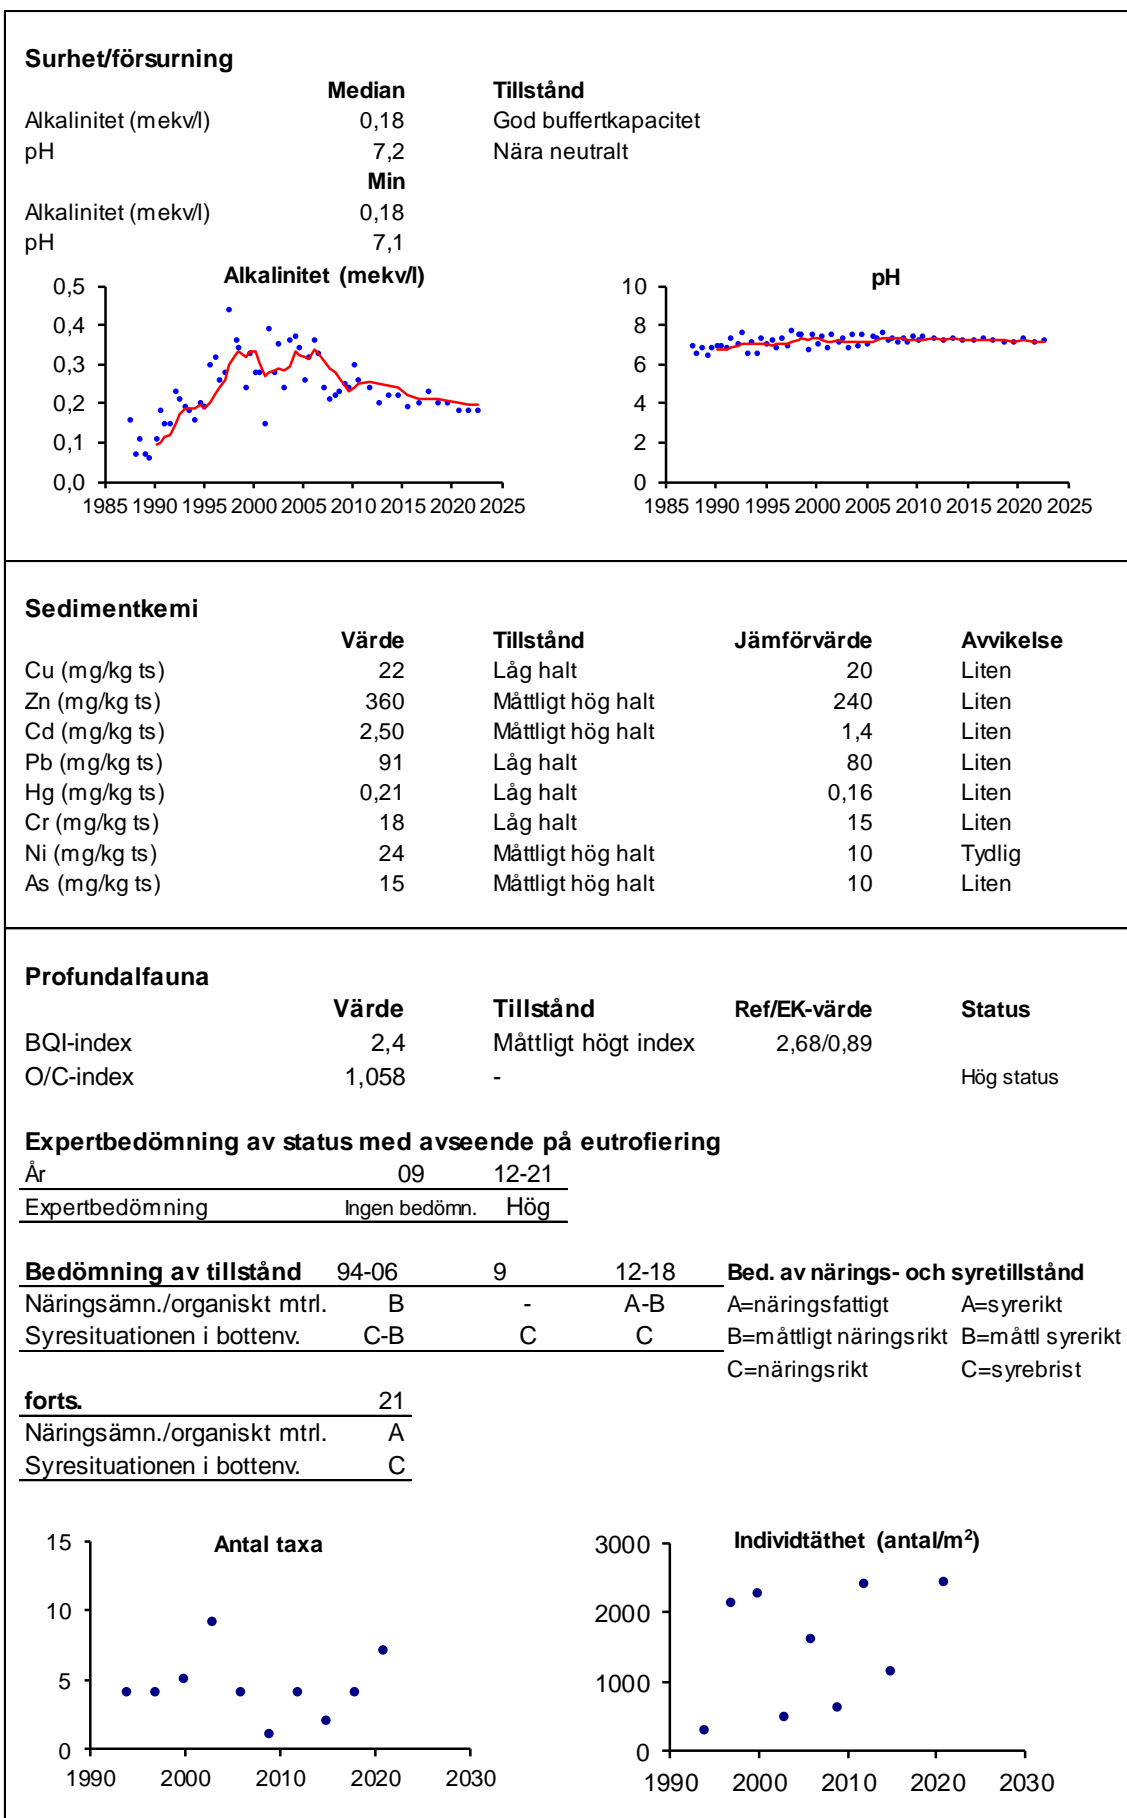 Surhet/försurning
Median Tillstånd
Alkalinitet (mekv/l) 0,18 God buffertkapacitet
pH 7,2 Nära neutralt
Min
Alkalinitet (mekv/l) 0,18
pH 7,1
Alkalinitet (mekv/l)
0,5
0,4
0,3
0,2
0,1
0,0
1985 1990 1995 2000 2005 2010 2015 2020 2025
pH
10
8
6
4
2
0
1985 1990 1995 2000 2005 2010 2015 2020 2025
Sedimentkemi
Värde Tillstånd Jämförvärde Avvikelse
Cu (mg/kg ts) 22 Låg halt 20 Liten
Zn (mg/kg ts) 360 Måttligt hög halt 240 Liten
Cd (mg/kg ts) 2,50 Måttligt hög halt 1,4 Liten
Pb (mg/kg ts) 91 Låg halt 80 Liten
Hg (mg/kg ts) 0,21 Låg halt 0,16 Liten
Cr (mg/kg ts) 18 Låg halt 15 Liten
Ni (mg/kg ts) 24 Måttligt hög halt 10 Tydlig
As (mg/kg ts) 15 Måttligt hög halt 10 Liten
Profundalfauna
Värde Tillstånd Ref/EK-värde Status
BQI-index 2,4 Måttligt högt index 2,68/0,89
O/C-index 1,058 - Hög status
Expertbedömning av status med avseende på eutrofiering
År 09 12-21
Expertbedömning Ingen bedömn. Hög
Bedömning av tillstånd 94-06 9 12-18 Bed. av närings- och syretillstånd
Näringsämn./organiskt mtrl. B - A-B A=näringsfattigt A=syrerikt
Syresituationen i bottenv. C-B C C B=måttligt näringsrikt B=måttl syrerikt
C=näringsrikt C=syrebrist
forts. 21
Näringsämn./organiskt mtrl. A
Syresituationen i bottenv. C
Antal taxa
15
10
5
0
1990 2000 2010 2020 2030
Individtäthet (antal/m²)
3000
2000
1000
0
1990 2000 2010 2020 2030